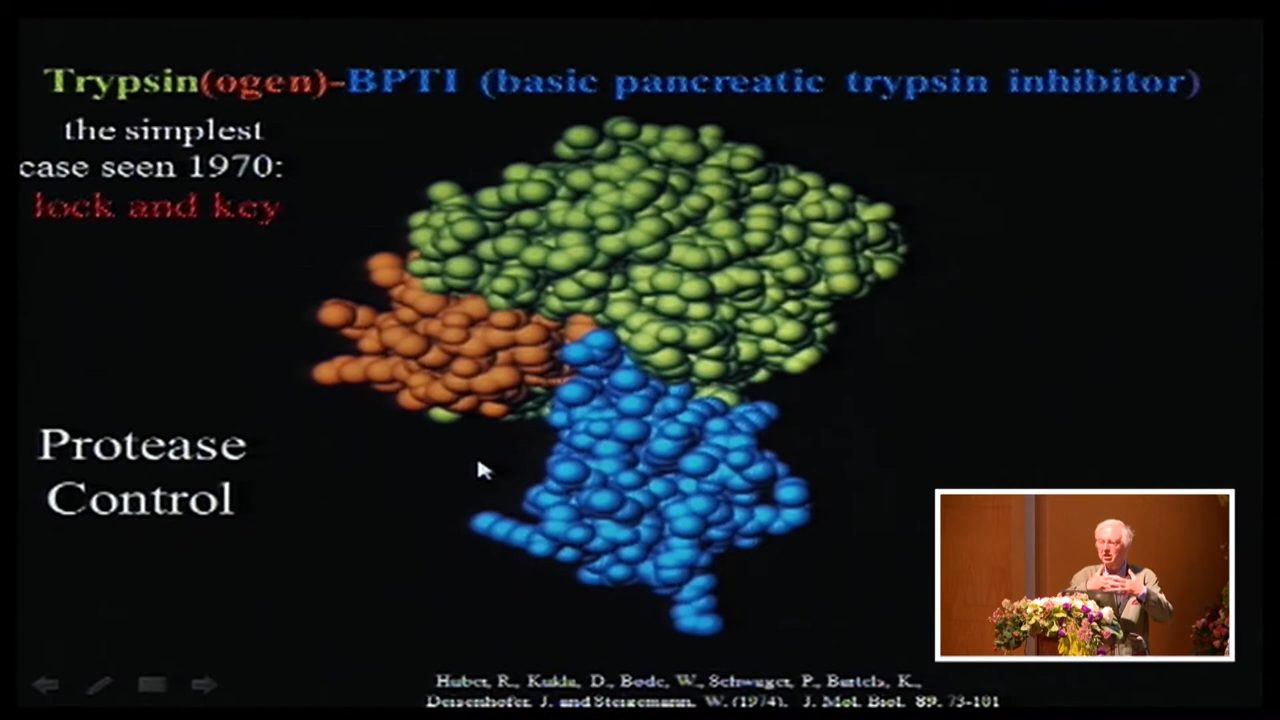 Trypsin(ogen)-BPTI (basic pancreatic trypsin inhibitor)
the simplest
case seen 1970:
lock and key
Protease
Control
Huber, R., Kukla, D., Bode, W., Schwager, P., Bartels, K.,
Deisenhofer, J. and Steigemann, W. (1974). J. Mol. Biol. 89, 73-101